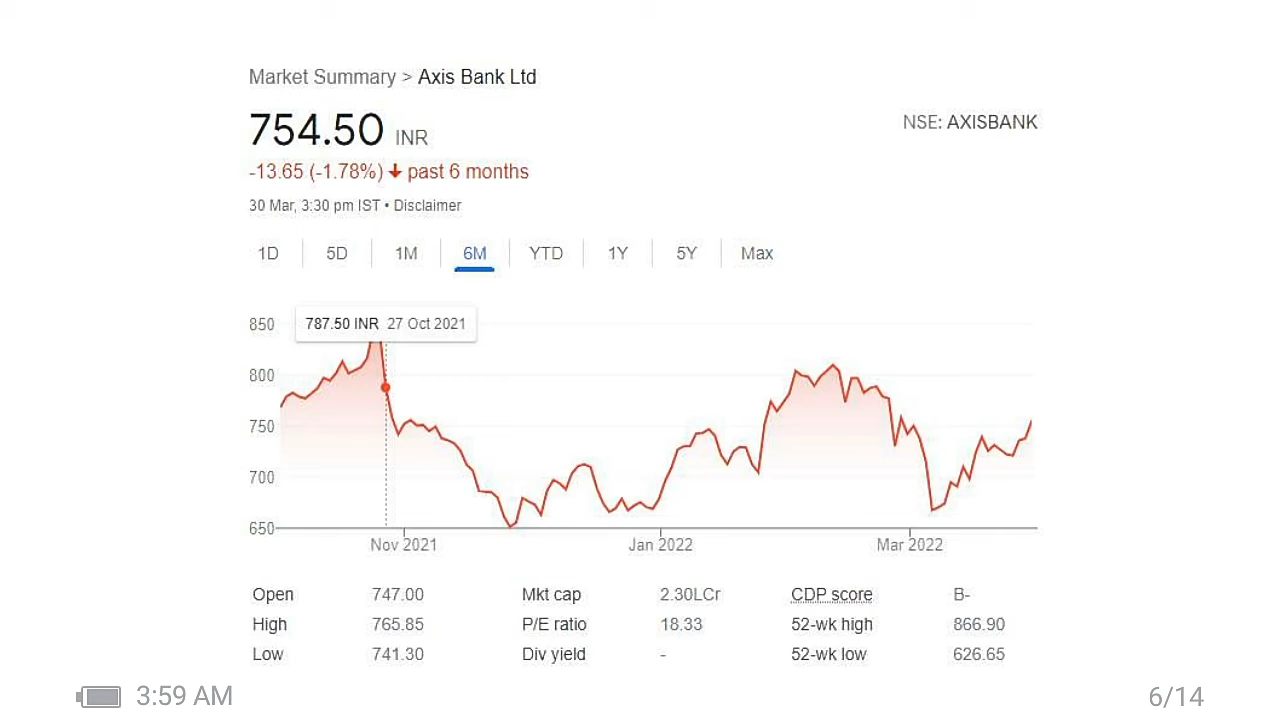 Market Summary > Axis Bank Ltd
754.50 INR
NSE: AXISBANK
-13.65 (-1.78%) ↓ past 6 months
30 Mar, 3:30 pm IST • Disclaimer
1D 5D 1M 6M YTD 1Y 5Y Max
850
787.50 INR 27 Oct 2021
800
750
700
650
Nov 2021 Jan 2022 Mar 2022
Open 747.00 Mkt cap 2.30LCr CDP score B-
High 765.85 P/E ratio 18.33 52-wk high 866.90
Low 741.30 Div yield - 52-wk low 626.65
3:59 AM 6/14